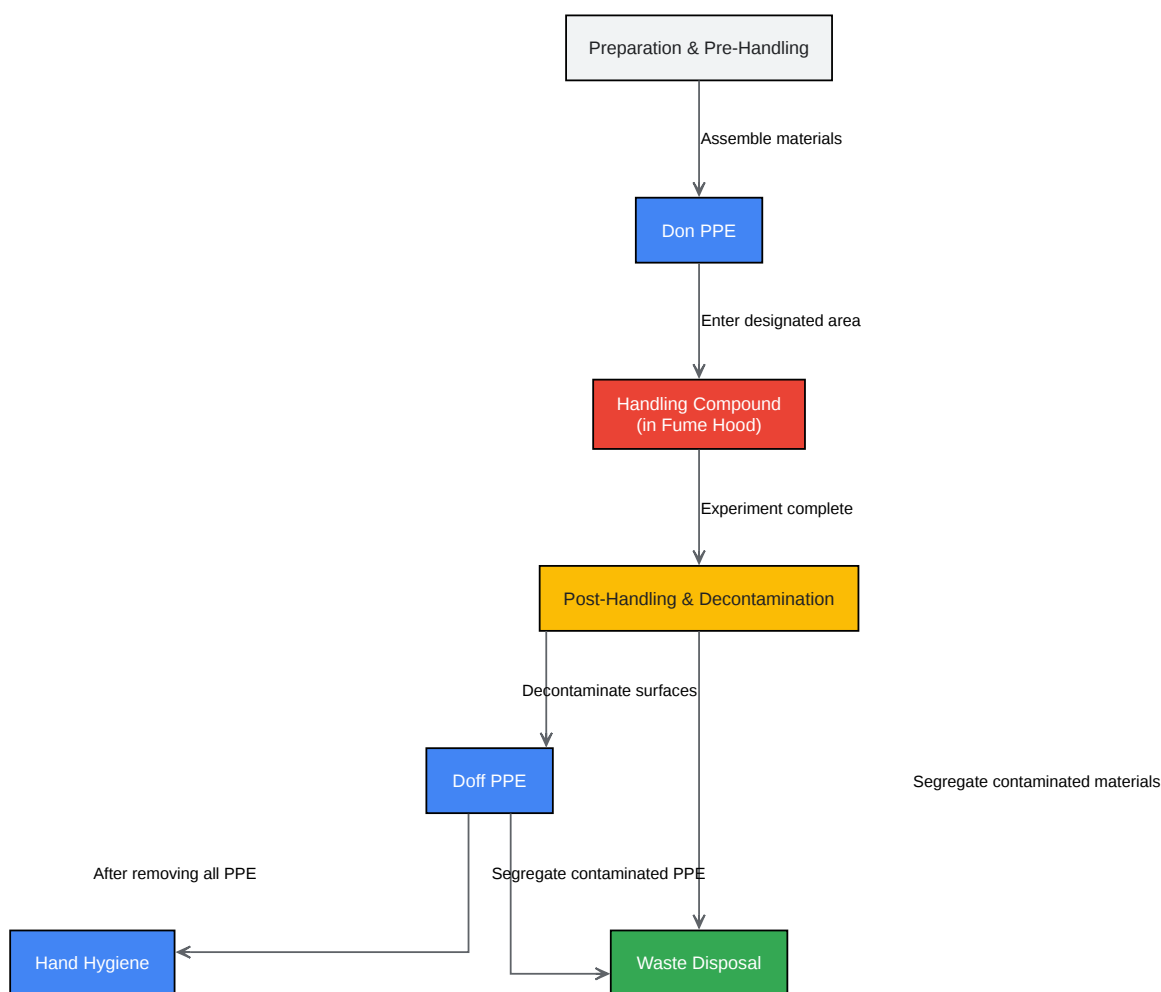 Preparation & Pre-Handling
Assemble materials
Don PPE
Enter designated area
Handling Compound
(in Fume Hood)
Experiment complete
Post-Handling & Decontamination
Decontaminate surfaces
Doff PPE
Segregate contaminated materials
After removing all PPE
Segregate contaminated PPE
Hand Hygiene
Waste Disposal